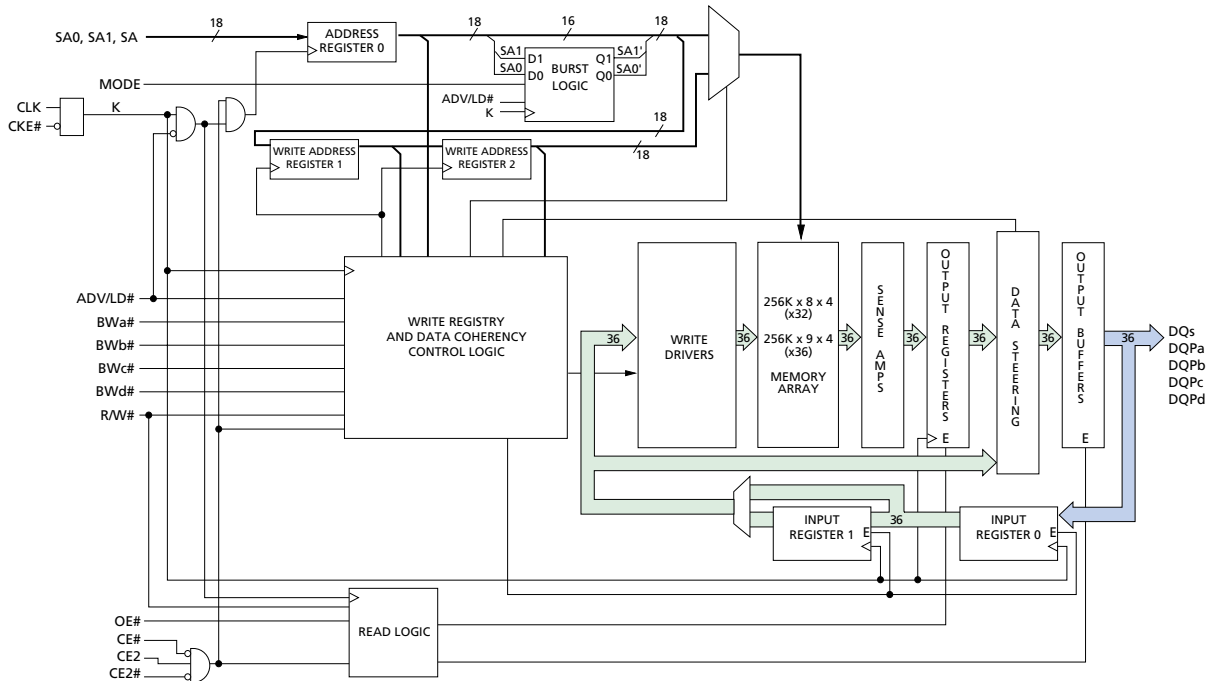 SA0, SA1, SA
18
ADDRESS
REGISTER 0
18
16
18
SA1
SA0
D1
D0
BURST
LOGIC
Q1
Q0
SA1'
SA0'
MODE
ADV/LD#
K
CLK
CKE#
K
18
18
WRITE ADDRESS
REGISTER 1
WRITE ADDRESS
REGISTER 2
ADV/LD#
BWa#
BWb#
BWc#
BWd#
R/W#
WRITE REGISTRY
AND DATA COHERENCY
CONTROL LOGIC
36
WRITE
DRIVERS
36
256K x 8 x 4
(x32)
256K x 9 x 4
(x36)
MEMORY
ARRAY
36
SENSE AMPS
36
OUTPUT REGISTERS
E
36
DATA STEERING
36
OUTPUT BUFFERS
E
36
DQs
DQPa
DQPb
DQPc
DQPd
INPUT
REGISTER 1
E
36
INPUT
REGISTER 0
E
OE#
CE#
CE2
CE2#
READ LOGIC